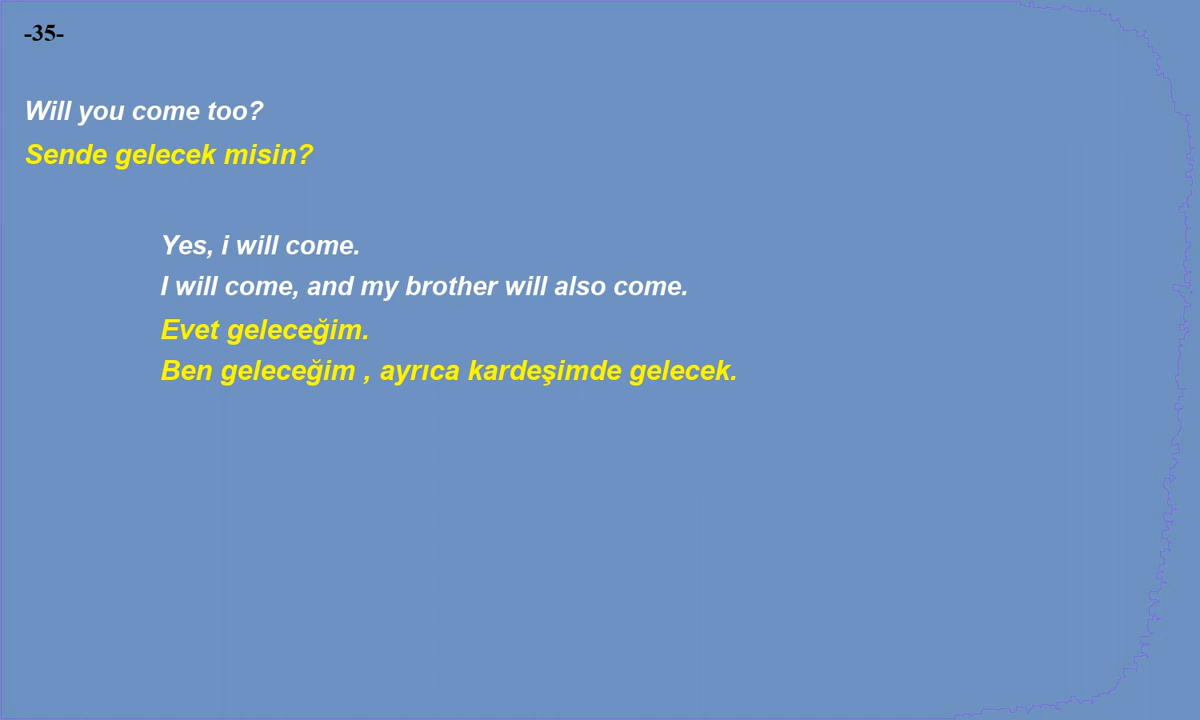 -35-
Will you come too?
Sende gelecek misin?
Yes, i will come.
I will come, and my brother will also come.
Evet geleceğim.
Ben geleceğim , ayrıca kardeşimde gelecek.